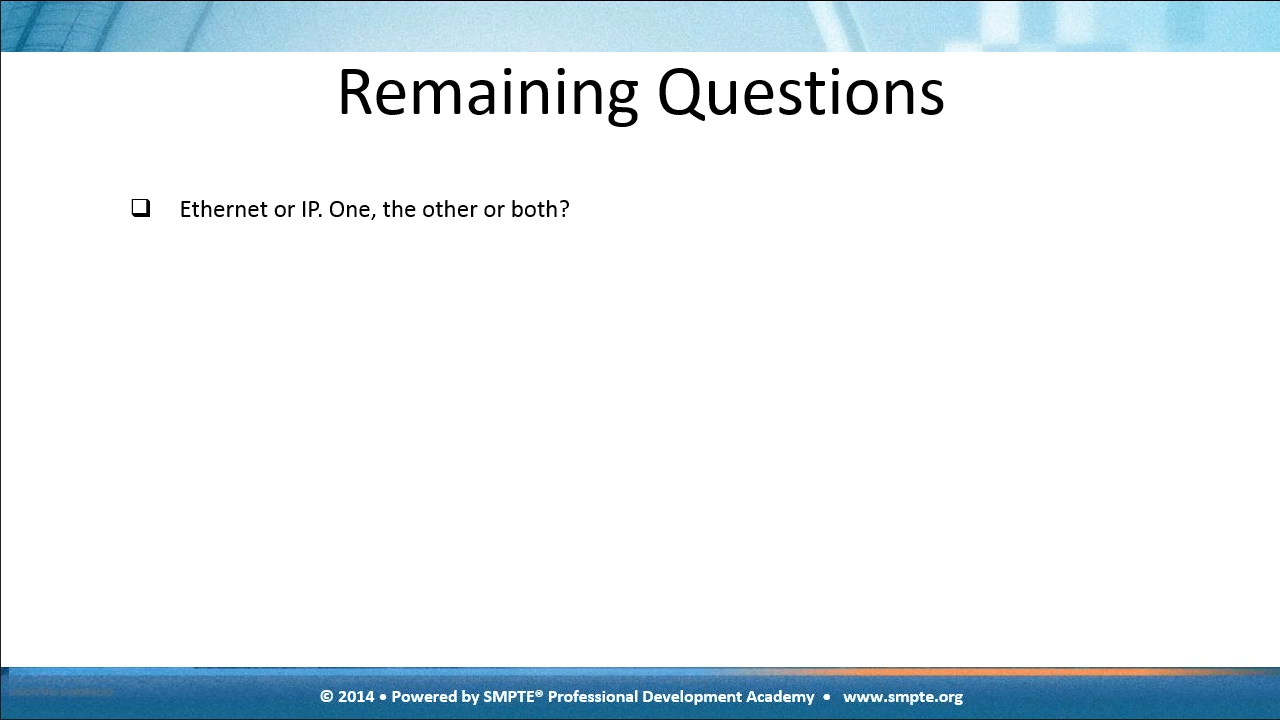 Remaining Questions
❑ Ethernet or IP. One, the other or both?
© 2014 • Powered by SMPTE® Professional Development Academy • www.smpte.org